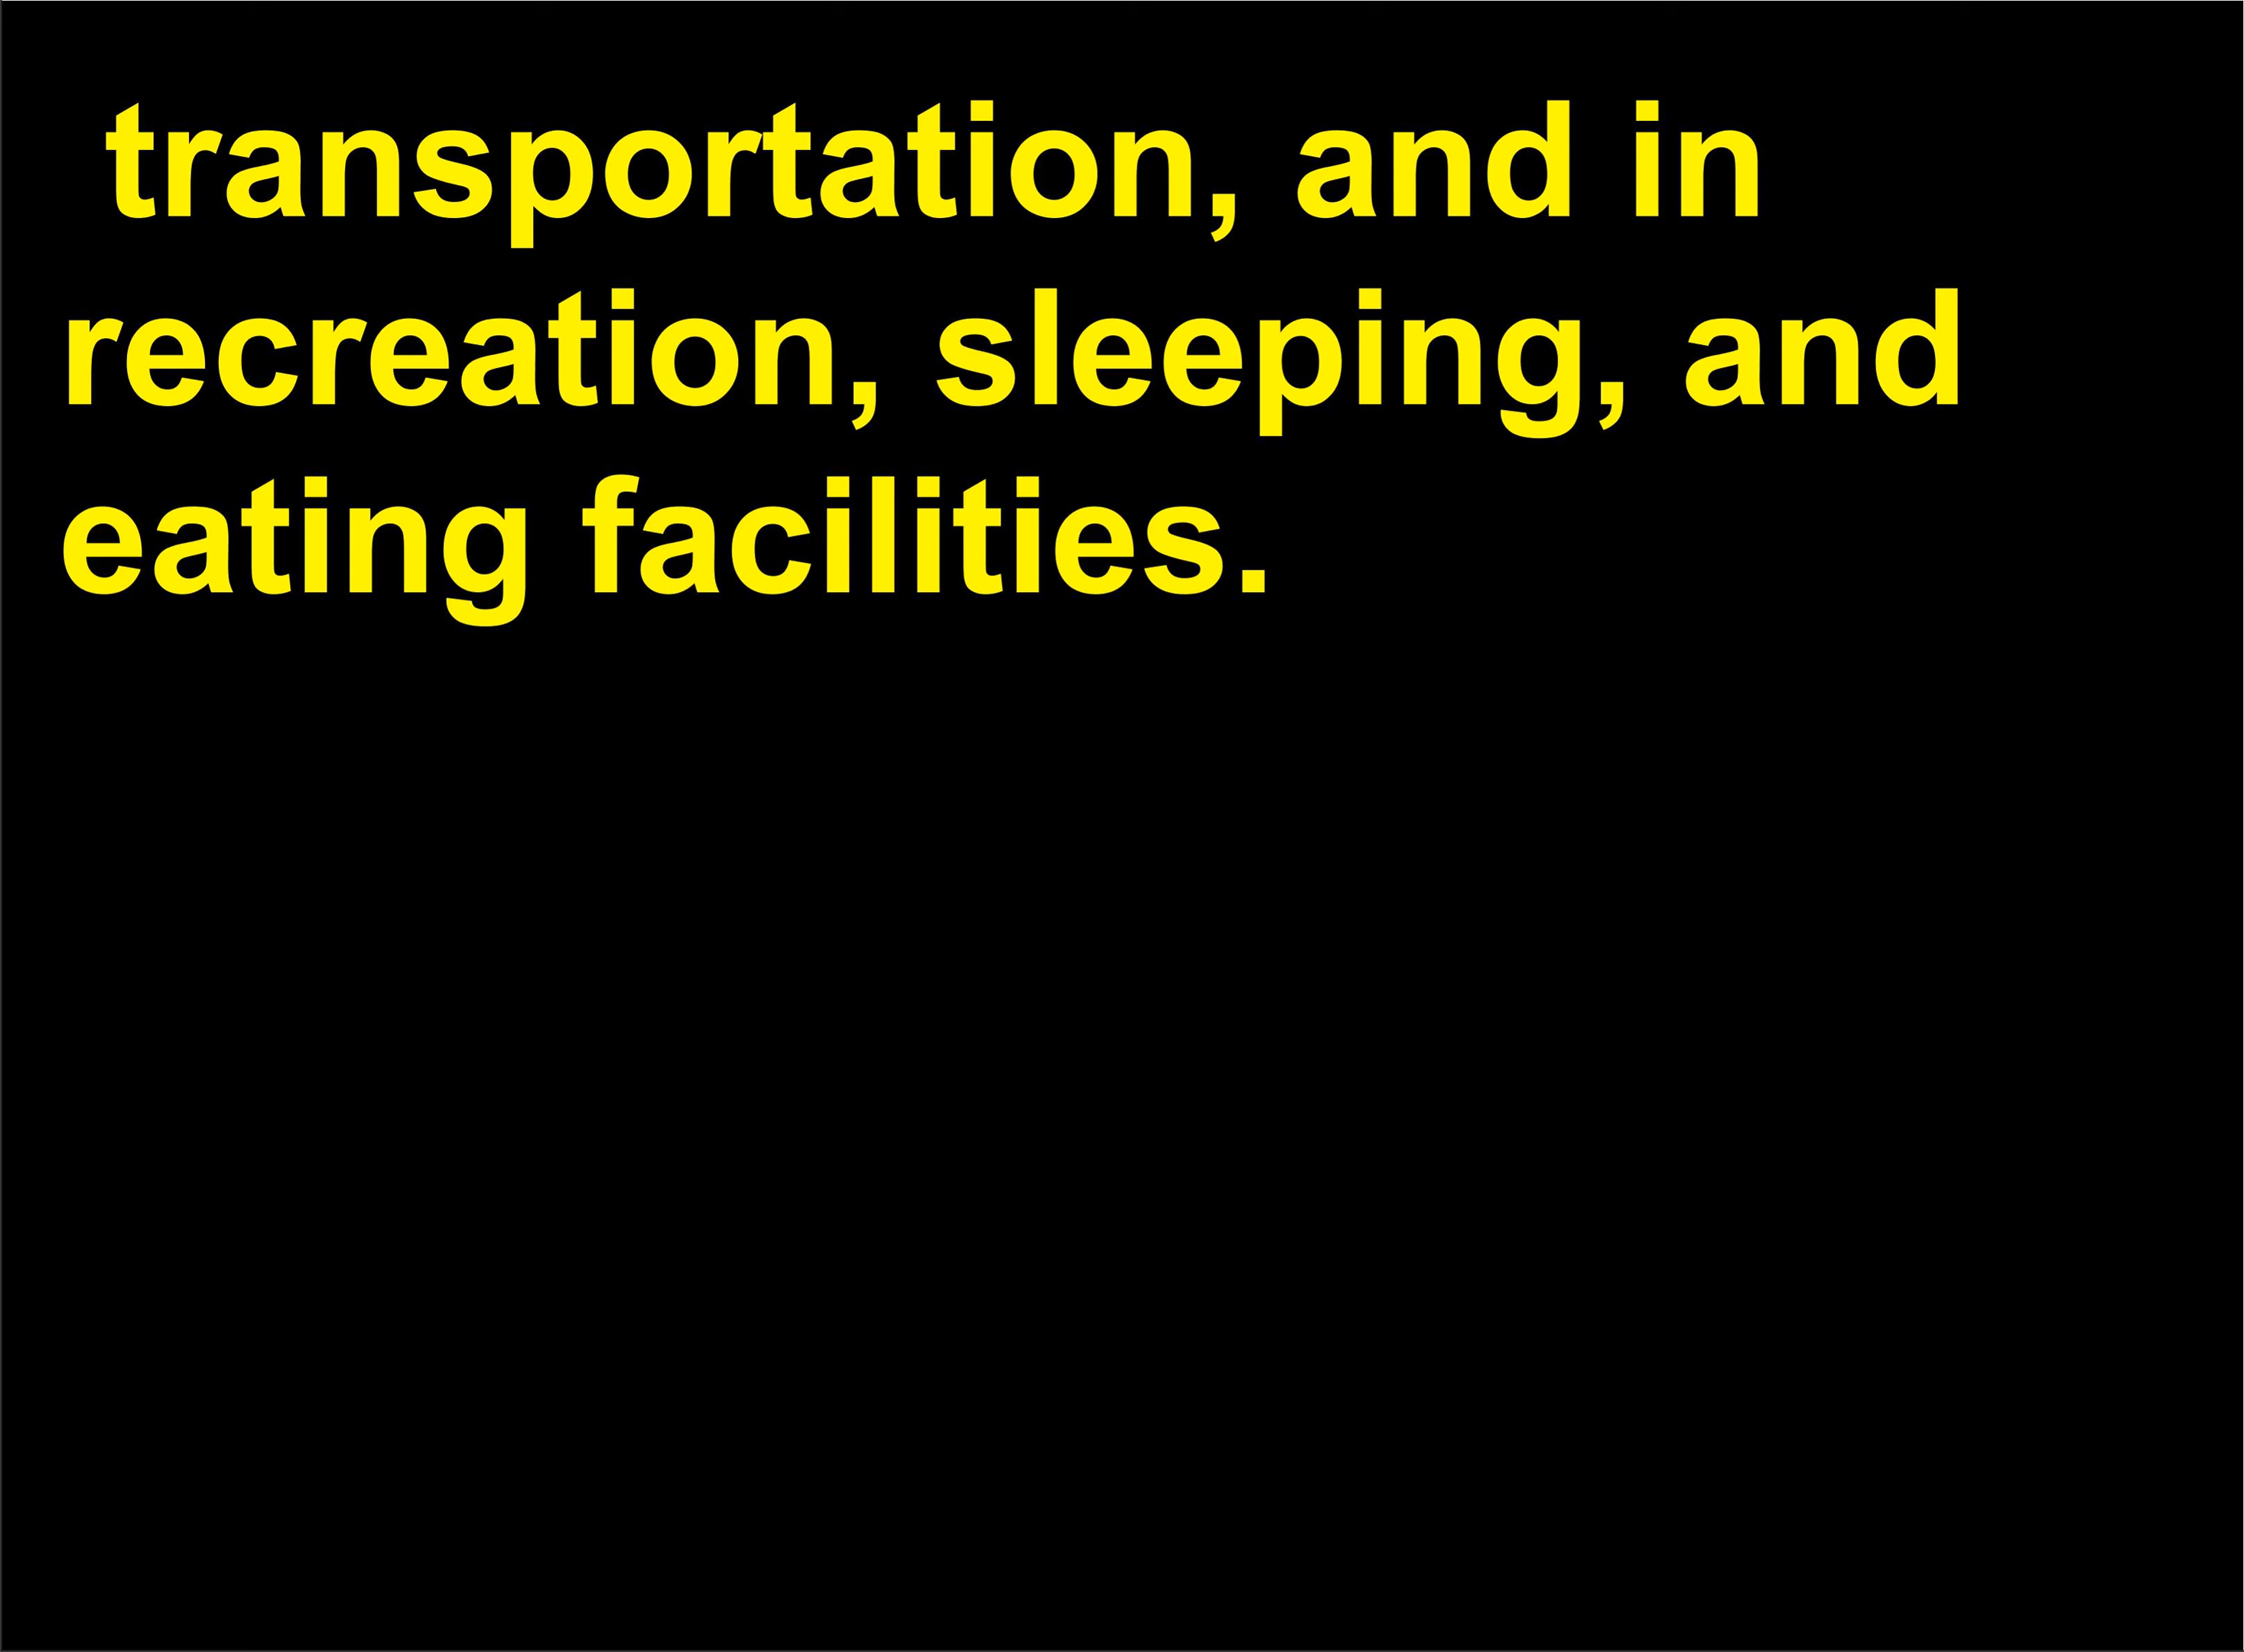 transportation, and in
recreation, sleeping, and
eating facilities.